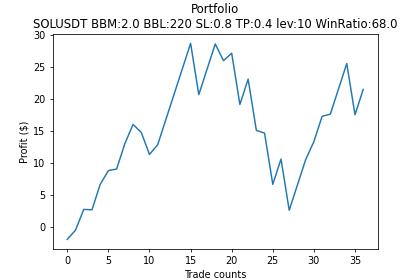 Portfolio
SOLUSDT BBM:2.0 BBL:220 SL:0.8 TP:0.4 lev:10 WinRatio:68.0
30
25
20
15
10
5
0
Profit ($)
0 5 10 15 20 25 30 35
Trade counts